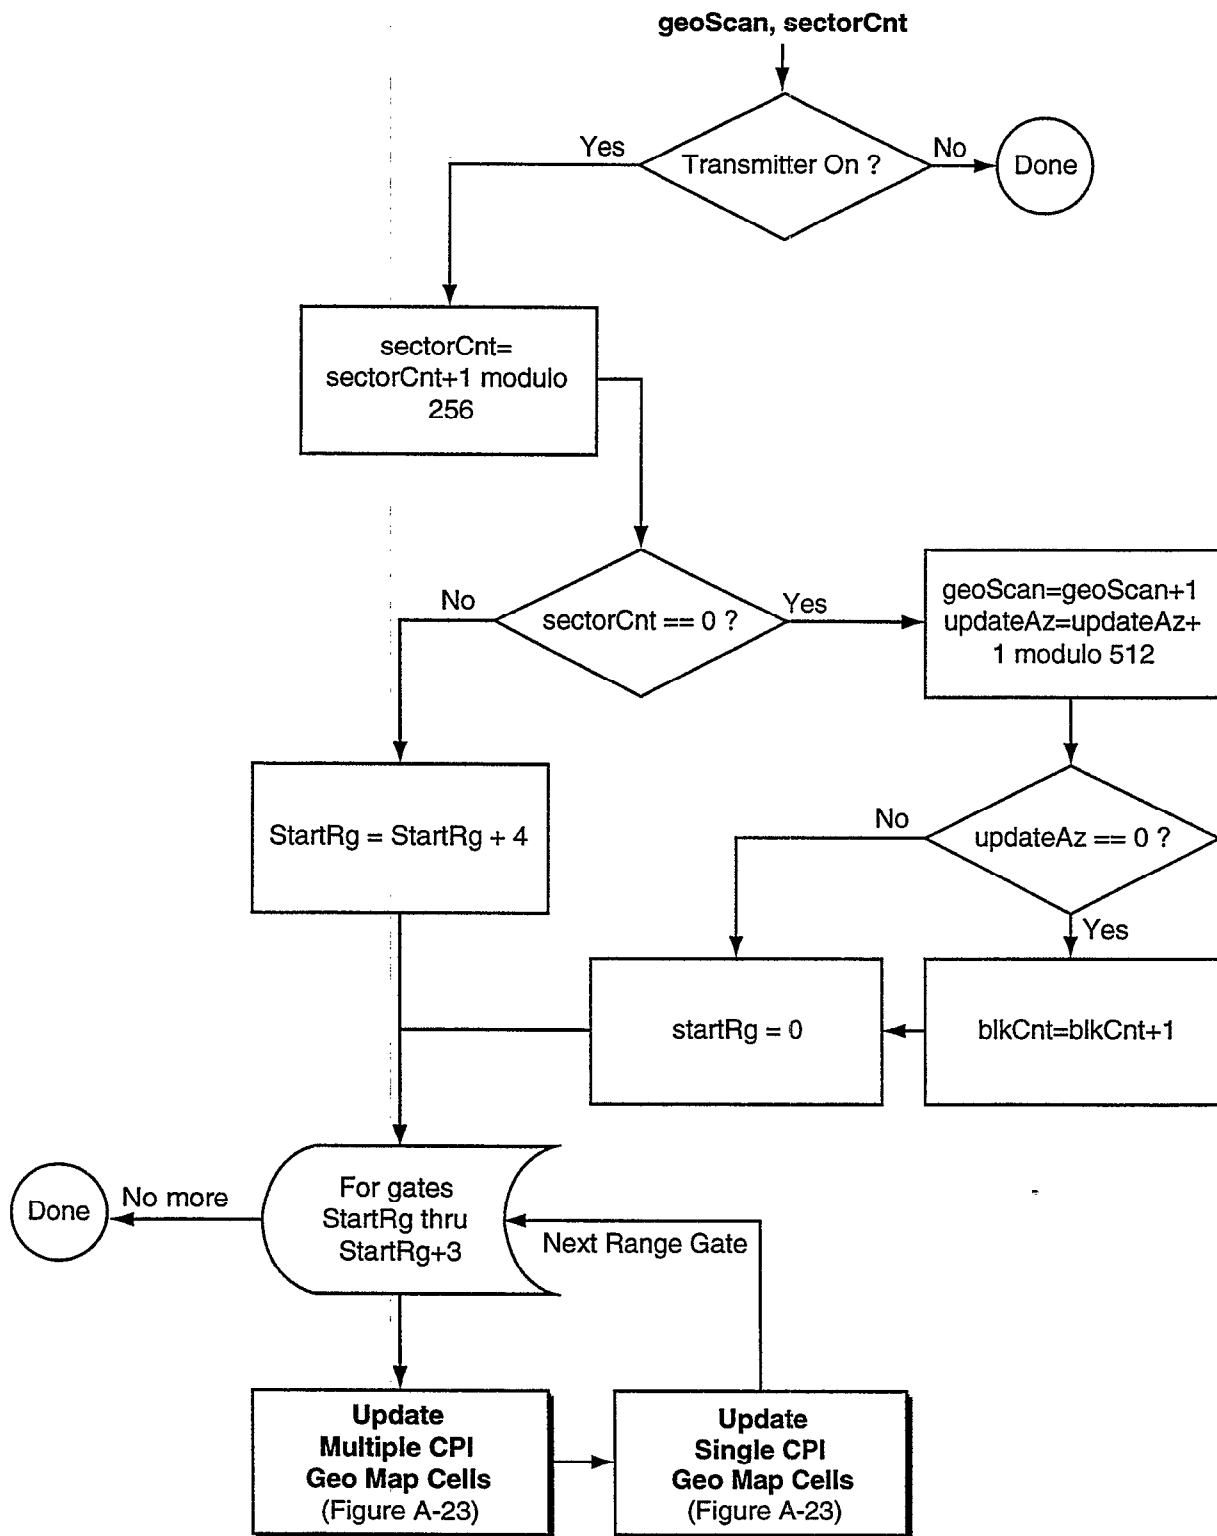 geoScan, sectorCnt
Yes
Transmitter On ?
No
Done
sectorCnt=
sectorCnt+1 modulo
256
No
sectorCnt == 0 ?
Yes
geoScan=geoScan+1
updateAz=updateAz+
1 modulo 512
StartRg = StartRg + 4
No
updateAz == 0 ?
Yes
startRg = 0
blkCnt=blkCnt+1
Done
No more
For gates
StartRg thru
StartRg+3
Next Range Gate
Update
Multiple CPI
Geo Map Cells
(Figure A-23)
Update
Single CPI
Geo Map Cells
(Figure A-23)